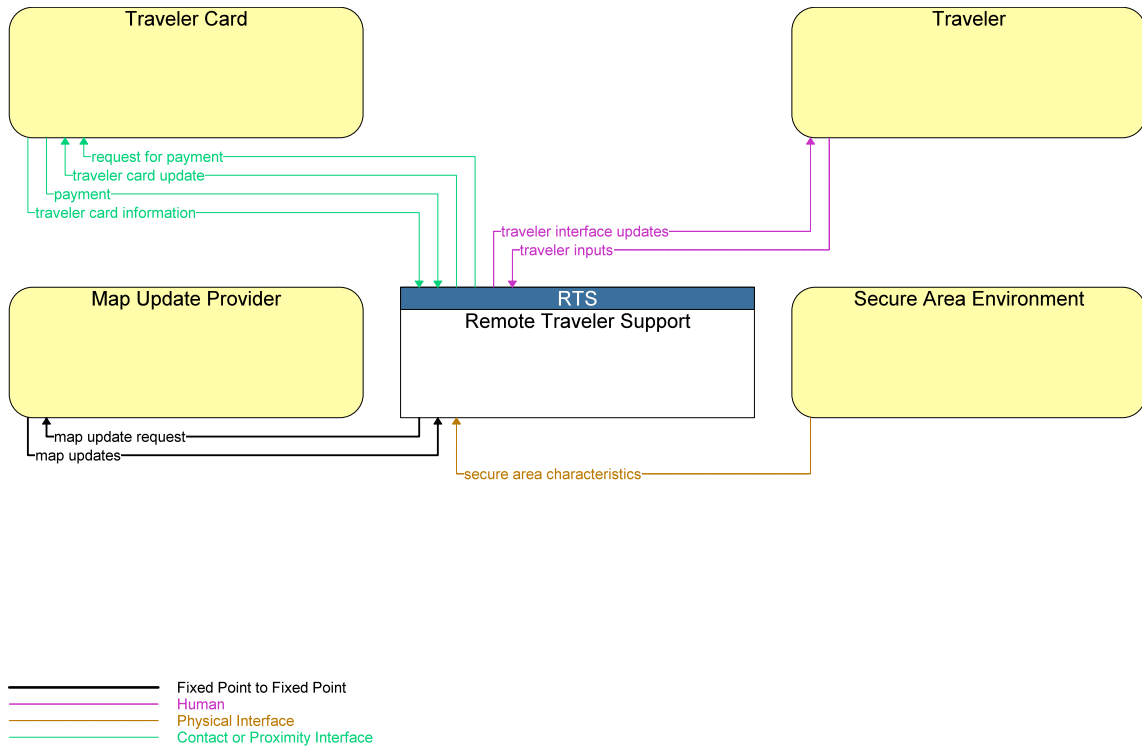 Traveler Card
Traveler
request for payment
traveler card update
payment
traveler card information
traveler interface updates
traveler inputs
Map Update Provider
RTS
Remote Traveler Support
Secure Area Environment
map update request
map updates
secure area characteristics
Fixed Point to Fixed Point
Human
Physical Interface
Contact or Proximity Interface